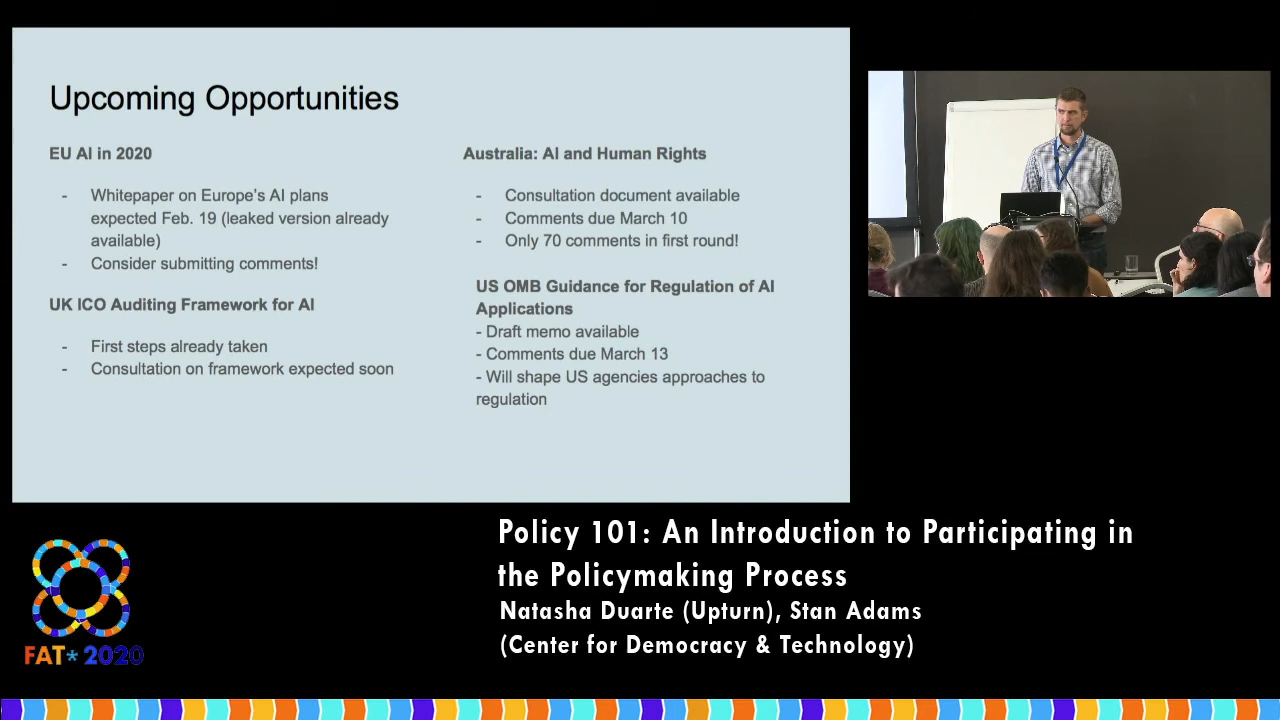 Upcoming Opportunities
EU AI in 2020
- Whitepaper on Europe's AI plans
expected Feb. 19 (leaked version already
available)
- Consider submitting comments!
UK ICO Auditing Framework for AI
- First steps already taken
- Consultation on framework expected soon
Australia: AI and Human Rights
- Consultation document available
- Comments due March 10
- Only 70 comments in first round!
US OMB Guidance for Regulation of AI
Applications
- Draft memo available
- Comments due March 13
- Will shape US agencies approaches to
regulation
Policy 101: An Introduction to Participating in
the Policymaking Process
Natasha Duarte (Upturn), Stan Adams
(Center for Democracy & Technology)
FAT* 2020